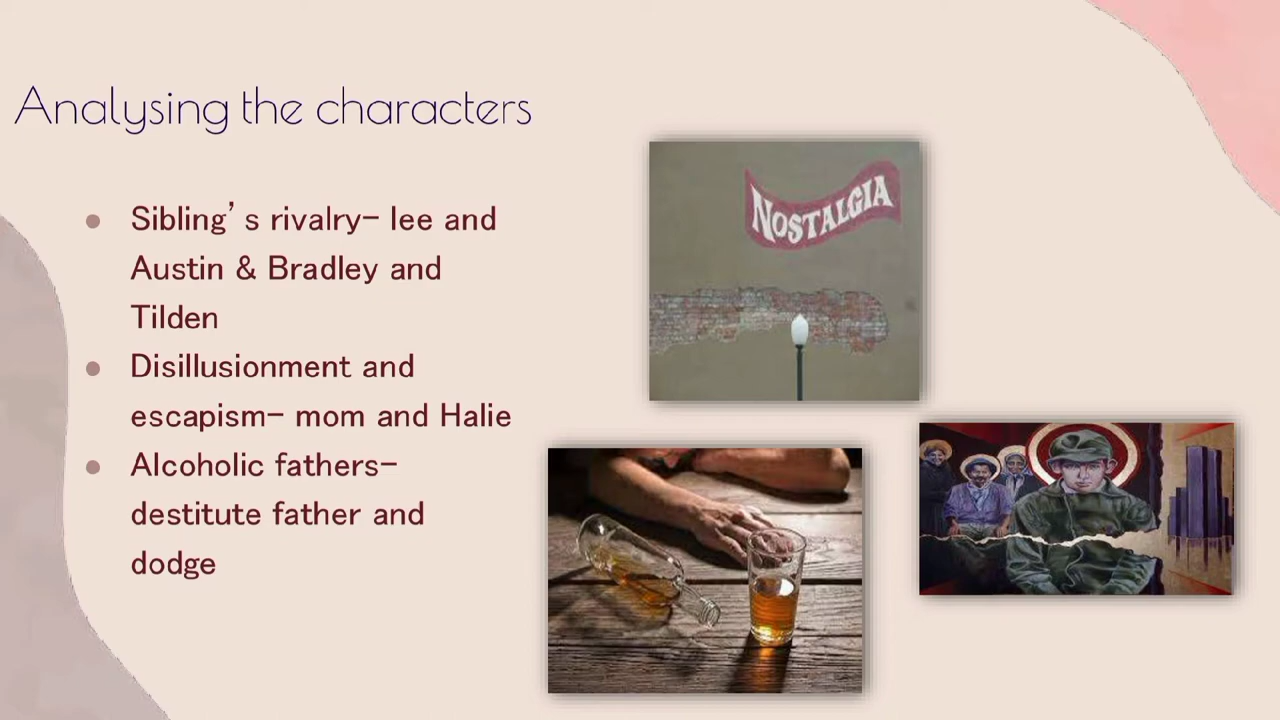 Analysing the characters
Sibling’s rivalry- lee and
Austin & Bradley and
Tilden
Disillusionment and
escapism- mom and Halie
Alcoholic fathers-
destitute father and
dodge
NOSTALGIA